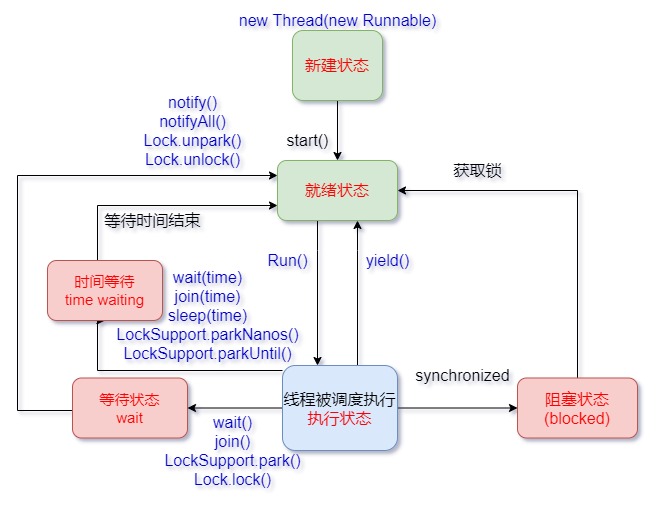 new Thread(new Runnable)
新建状态
notify()
notifyAll()
Lock.unpark()
Lock.unlock()
start()
获取锁
就绪状态
等待时间结束
Run()
yield()
时间等待
time waiting
wait(time)
join(time)
sleep(time)
LockSupport.parkNanos()
LockSupport.parkUntil()
synchronized
线程被调度执行
执行状态
等待状态
wait
阻塞状态
(blocked)
wait()
join()
LockSupport.park()
Lock.lock()